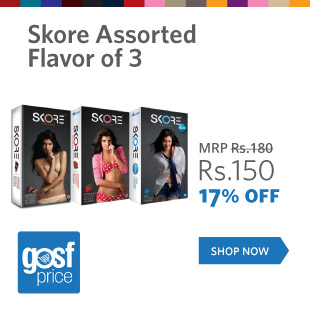 Skore Assorted
Flavor of 3
SKORE
SKORE
SKORE
MRP Rs.180
Rs.150
17% OFF
gosf
price
SHOP NOW